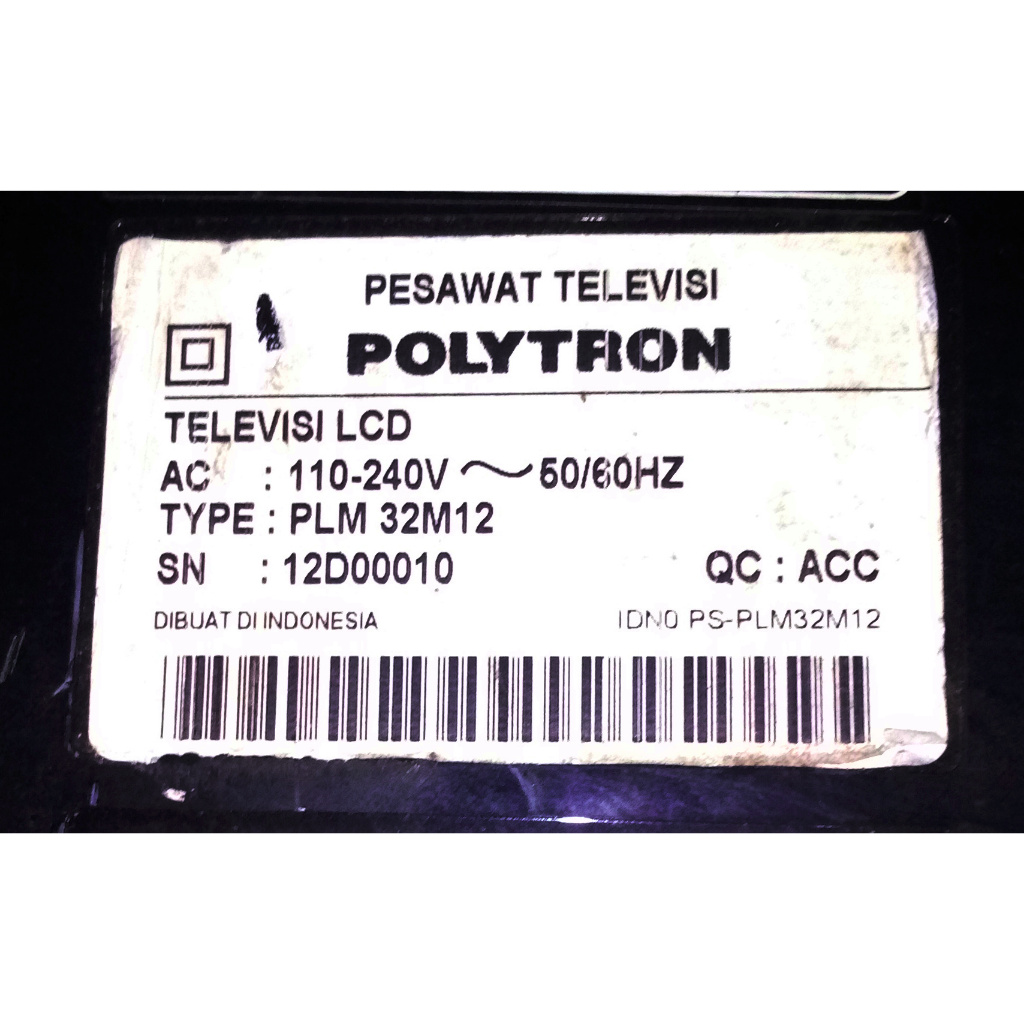 PESAWAT TELEVISI
POLYTRON
TELEVISI LCD
AC : 110-240V ~ 50/60HZ
TYPE : PLM 32M12
SN : 12D00010 QC : ACC
DIBUAT DI INDONESIA IDNO PS-PLM32M12